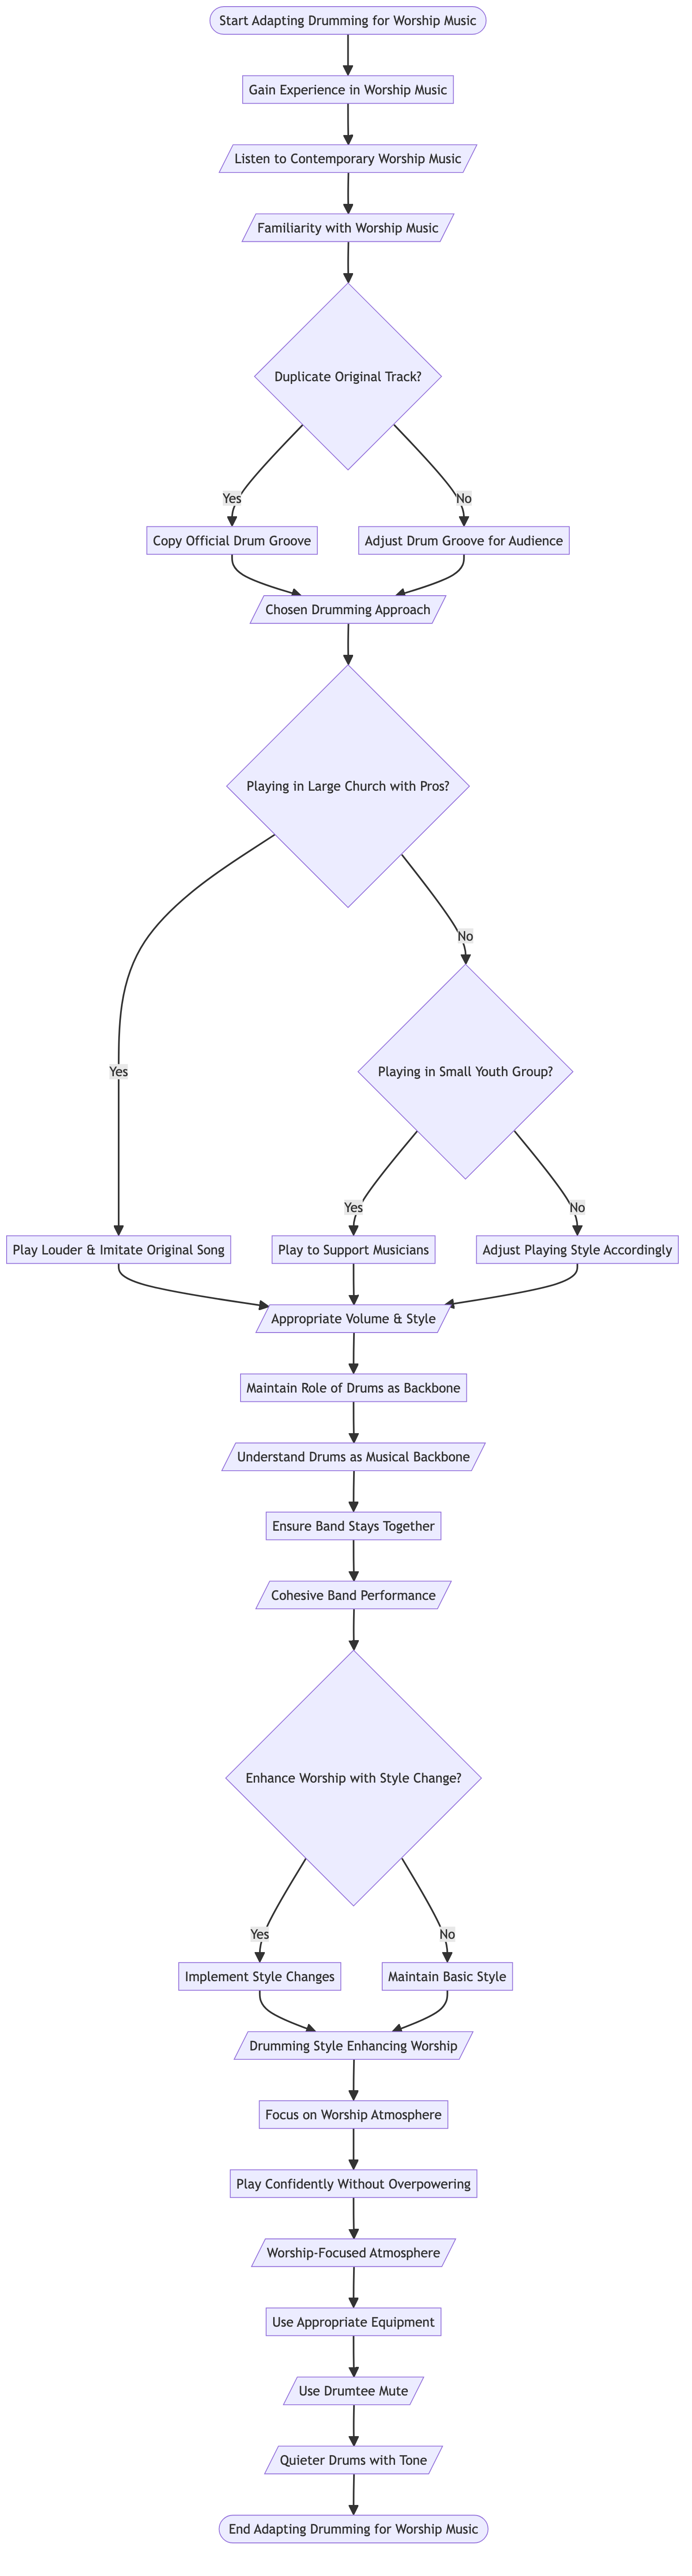 Start Adapting Drumming for Worship Music
Gain Experience in Worship Music
Listen to Contemporary Worship Music
Familiarity with Worship Music
Duplicate Original Track?
Yes
No
Copy Official Drum Groove
Adjust Drum Groove for Audience
Chosen Drumming Approach
Playing in Large Church with Pros?
No
Playing in Small Youth Group?
Yes
Yes
No
Play Louder & Imitate Original Song
Play to Support Musicians
Adjust Playing Style Accordingly
Appropriate Volume & Style
Maintain Role of Drums as Backbone
Understand Drums as Musical Backbone
Ensure Band Stays Together
Cohesive Band Performance
Enhance Worship with Style Change?
Yes
No
Implement Style Changes
Maintain Basic Style
Drumming Style Enhancing Worship
Focus on Worship Atmosphere
Play Confidently Without Overpowering
Worship-Focused Atmosphere
Use Appropriate Equipment
Use Drumtee Mute
Quieter Drums with Tone
End Adapting Drumming for Worship Music